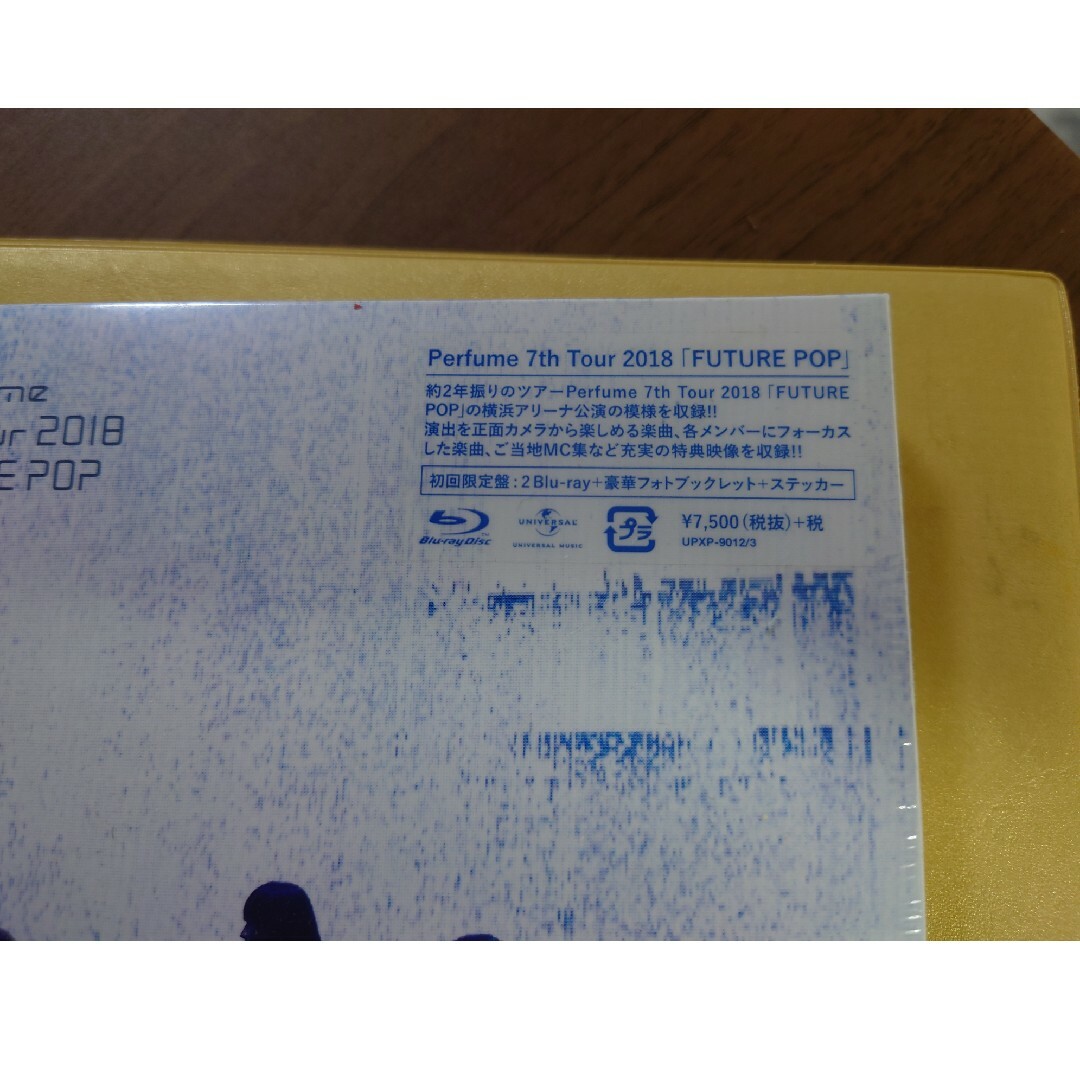 me
ur 2018
E POP
Perfume 7th Tour 2018「FUTURE POP」
約2年振りのツアーPerfume 7th Tour 2018「FUTURE
POP」の横浜アリーナ公演の模様を収録!!
演出を正面カメラから楽しめる楽曲、各メンバーにフォーカス
した楽曲、ご当地MC集など充実の特典映像を収録!!
初回限定盤:2Blu-ray+豪華フォトブックレット+ステッカー
Blu-ray Disc
UNIVERSAL
UNIVERSAL MUSIC
プラ
¥7,500(税抜)+税
UPXP-9012/3